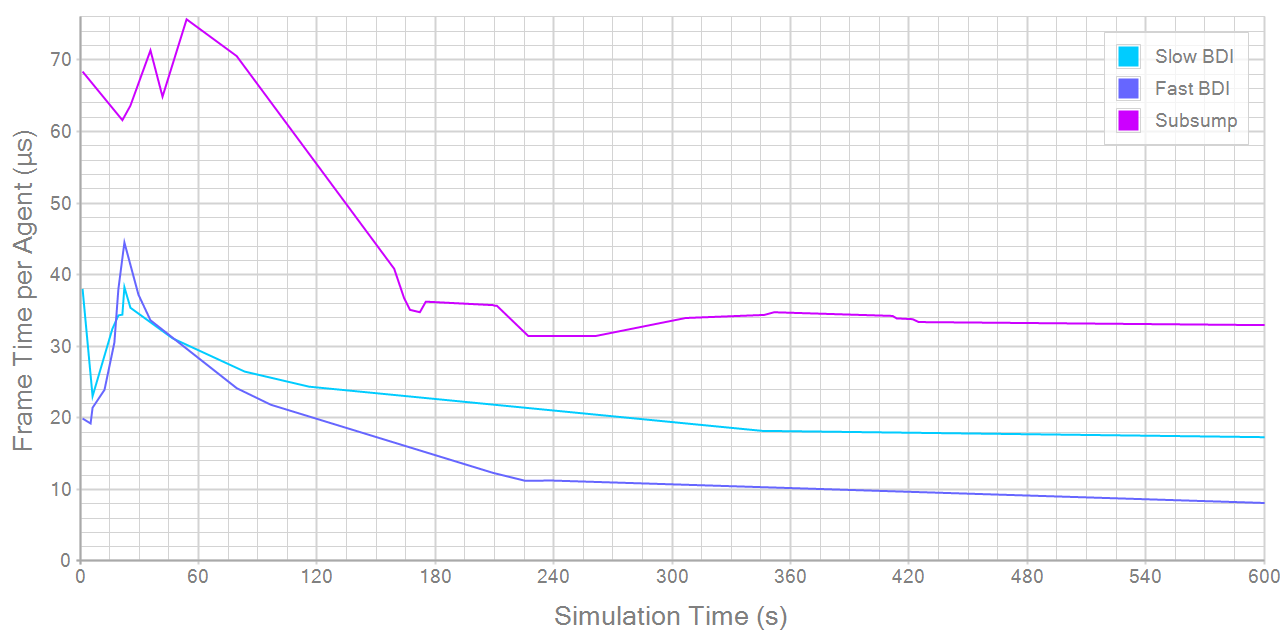 Frame Time per Agent (μs)
70
60
50
40
30
20
10
0
Slow BDI
Fast BDI
Subsump
0 60 120 180 240 300 360 420 480 540 600
Simulation Time (s)